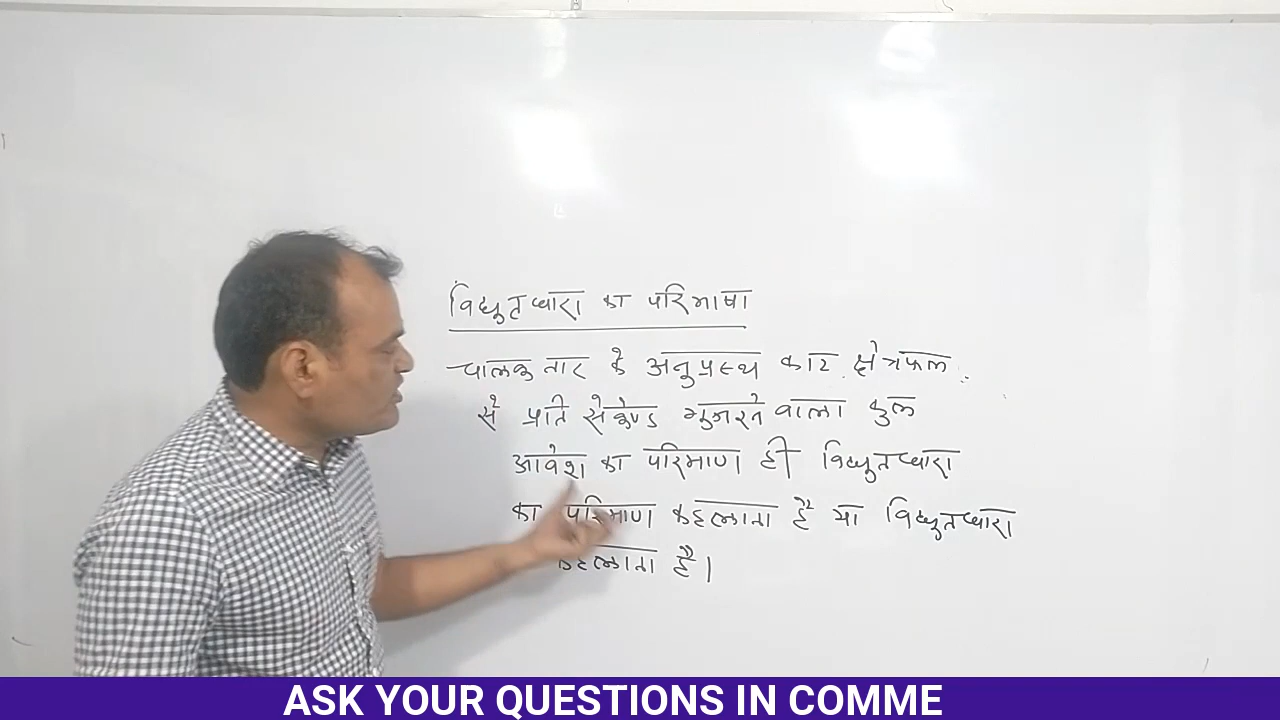 विद्युतधारा का परिभाषा
चालक तार के अनुप्रस्थ काट क्षेत्रफल
से प्रति सेकेण्ड गुजरने वाला कुल
आवेश का परिमाण ही विद्युतधारा
का परिमाण कहलाता है या विद्युतधारा
कहलाता है।
ASK YOUR QUESTIONS IN COMME